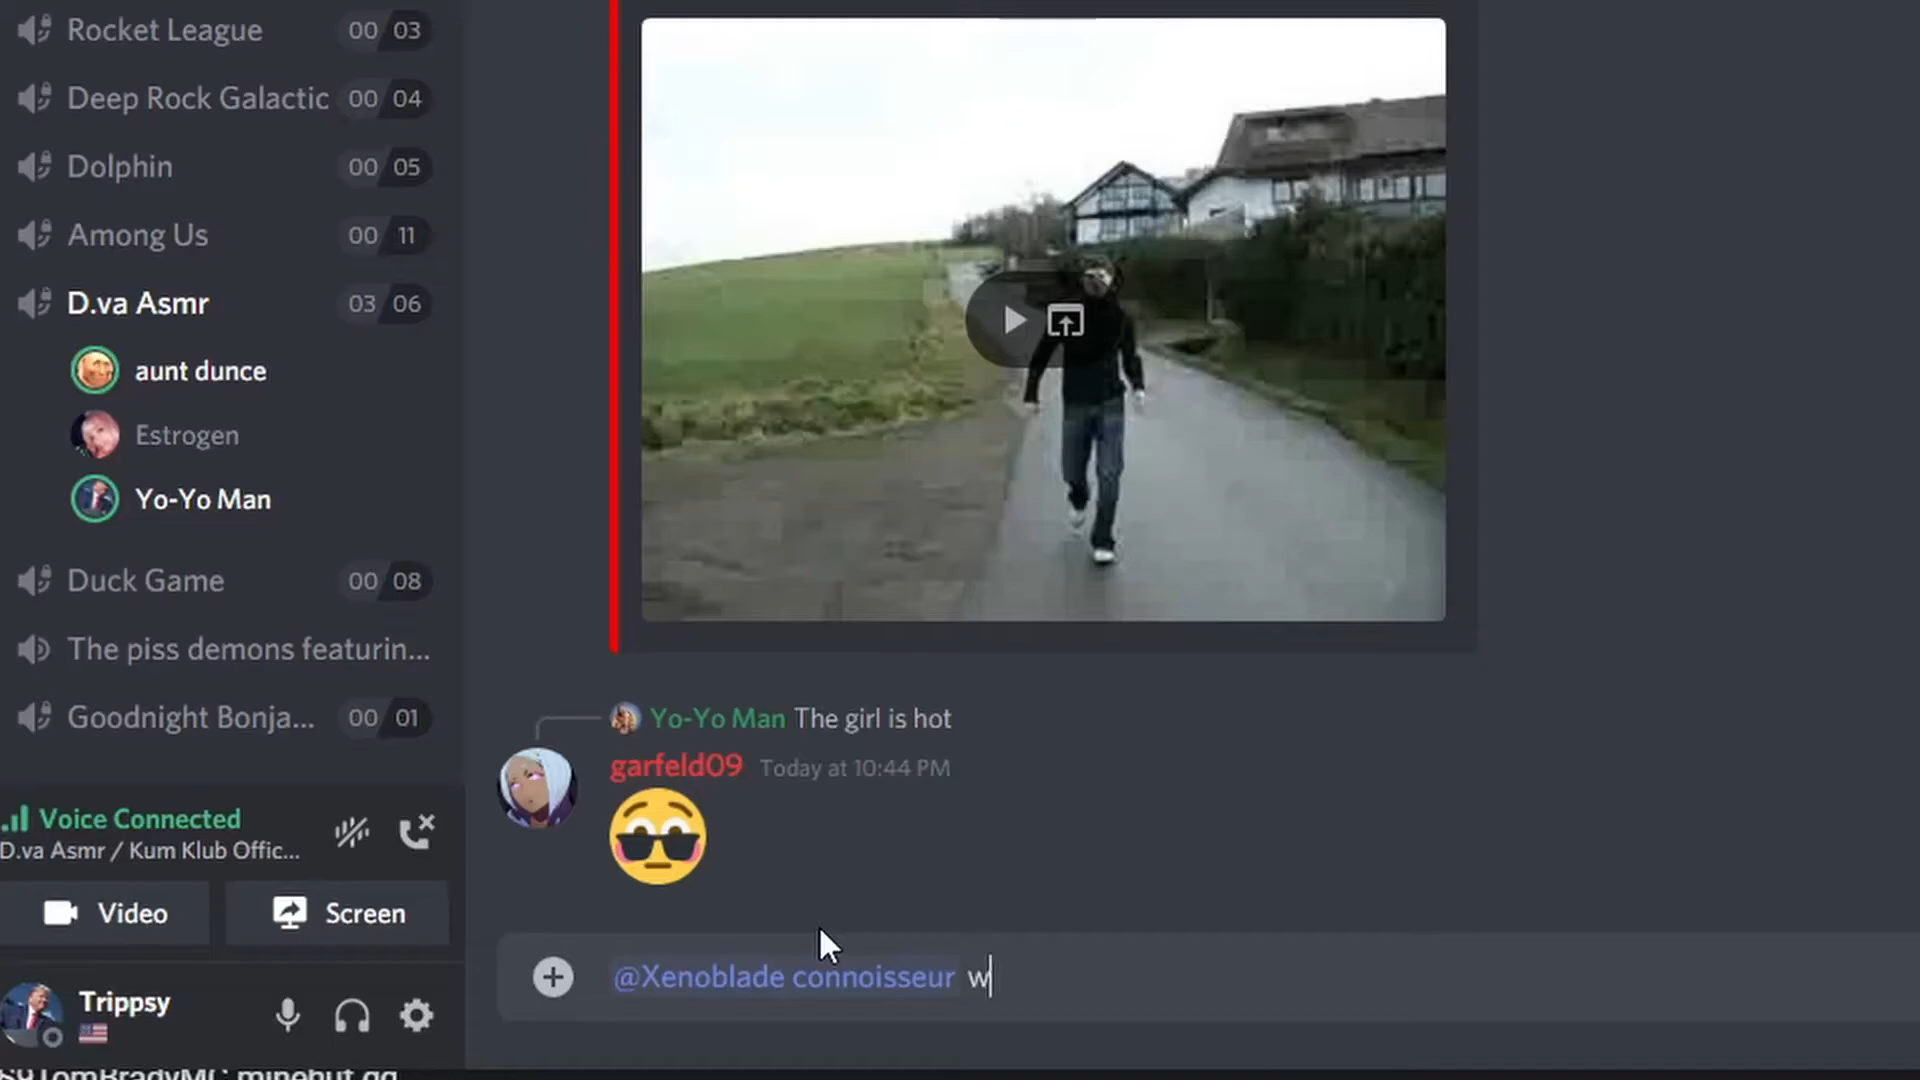 Rocket League 00 03
Deep Rock Galactic 00 04
Dolphin 00 05
Among Us 00 11
D.va Asmr 03 06
aunt dunce
Estrogen
Yo-Yo Man
Duck Game 00 08
The piss demons featurin...
Goodnight Bonja... 00 01
Voice Connected
D.va Asmr / Kum Klub Offic...
Video Screen
Trippsy
Yo-Yo Man The girl is hot
garfeld09 Today at 10:44 PM
@Xenoblade connoisseur w